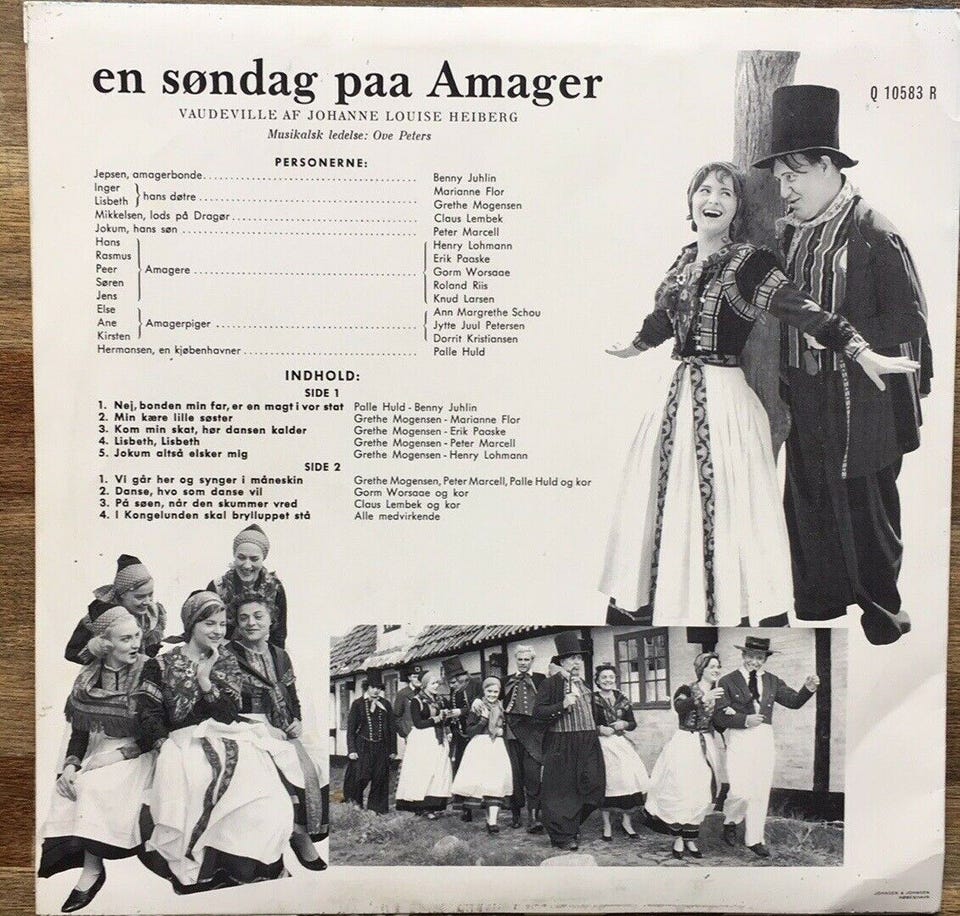 en søndag paa Amager
Q 10583 R
VAUDEVILLE AF JOHANNE LOUISE HEIBERG
Musikalsk ledelse: Ove Peters
PERSONERNE:
Jepsen, amagerbonde Benny Juhlin
Inger Marianne Flor
hans døtre
Lisbeth Grethe Mogensen
Mikkelsen, lods på Dragør Claus Lembek
Jokum, hans søn Peter Marcell
Hans Henry Lohmann
Rasmus Erik Paaske
Peer Amagere Gorm Worsaae
Søren Roland Riis
Jens Knud Larsen
Else Ann Margrethe Schou
Ane Amagerpiger Jytte Juul Petersen
Kirsten Dorrit Kristiansen
Hermansen, en kjøbenhavner Palle Huld
INDHOLD:
SIDE 1
1. Nej, bonden min far, er en magt i vor stat Palle Huld - Benny Juhlin
2. Min kære lille søster Grethe Mogensen - Marianne Flor
3. Kom min skat, hør dansen kalder Grethe Mogensen - Erik Paaske
4. Lisbeth, Lisbeth Grethe Mogensen - Peter Marcell
5. Jokum altså elsker mig Grethe Mogensen - Henry Lohmann
SIDE 2
1. Vi går her og synger i måneskin Grethe Mogensen, Peter Marcell, Palle Huld og kor
2. Danse, hvo som danse vil Gorm Worsaae og kor
3. På søen, når den skummer vred Claus Lembek og kor
4. I Kongelunden skal brylluppet stå Alle medvirkende
JOHNSEN & JOHNSEN
KØBENHAVN